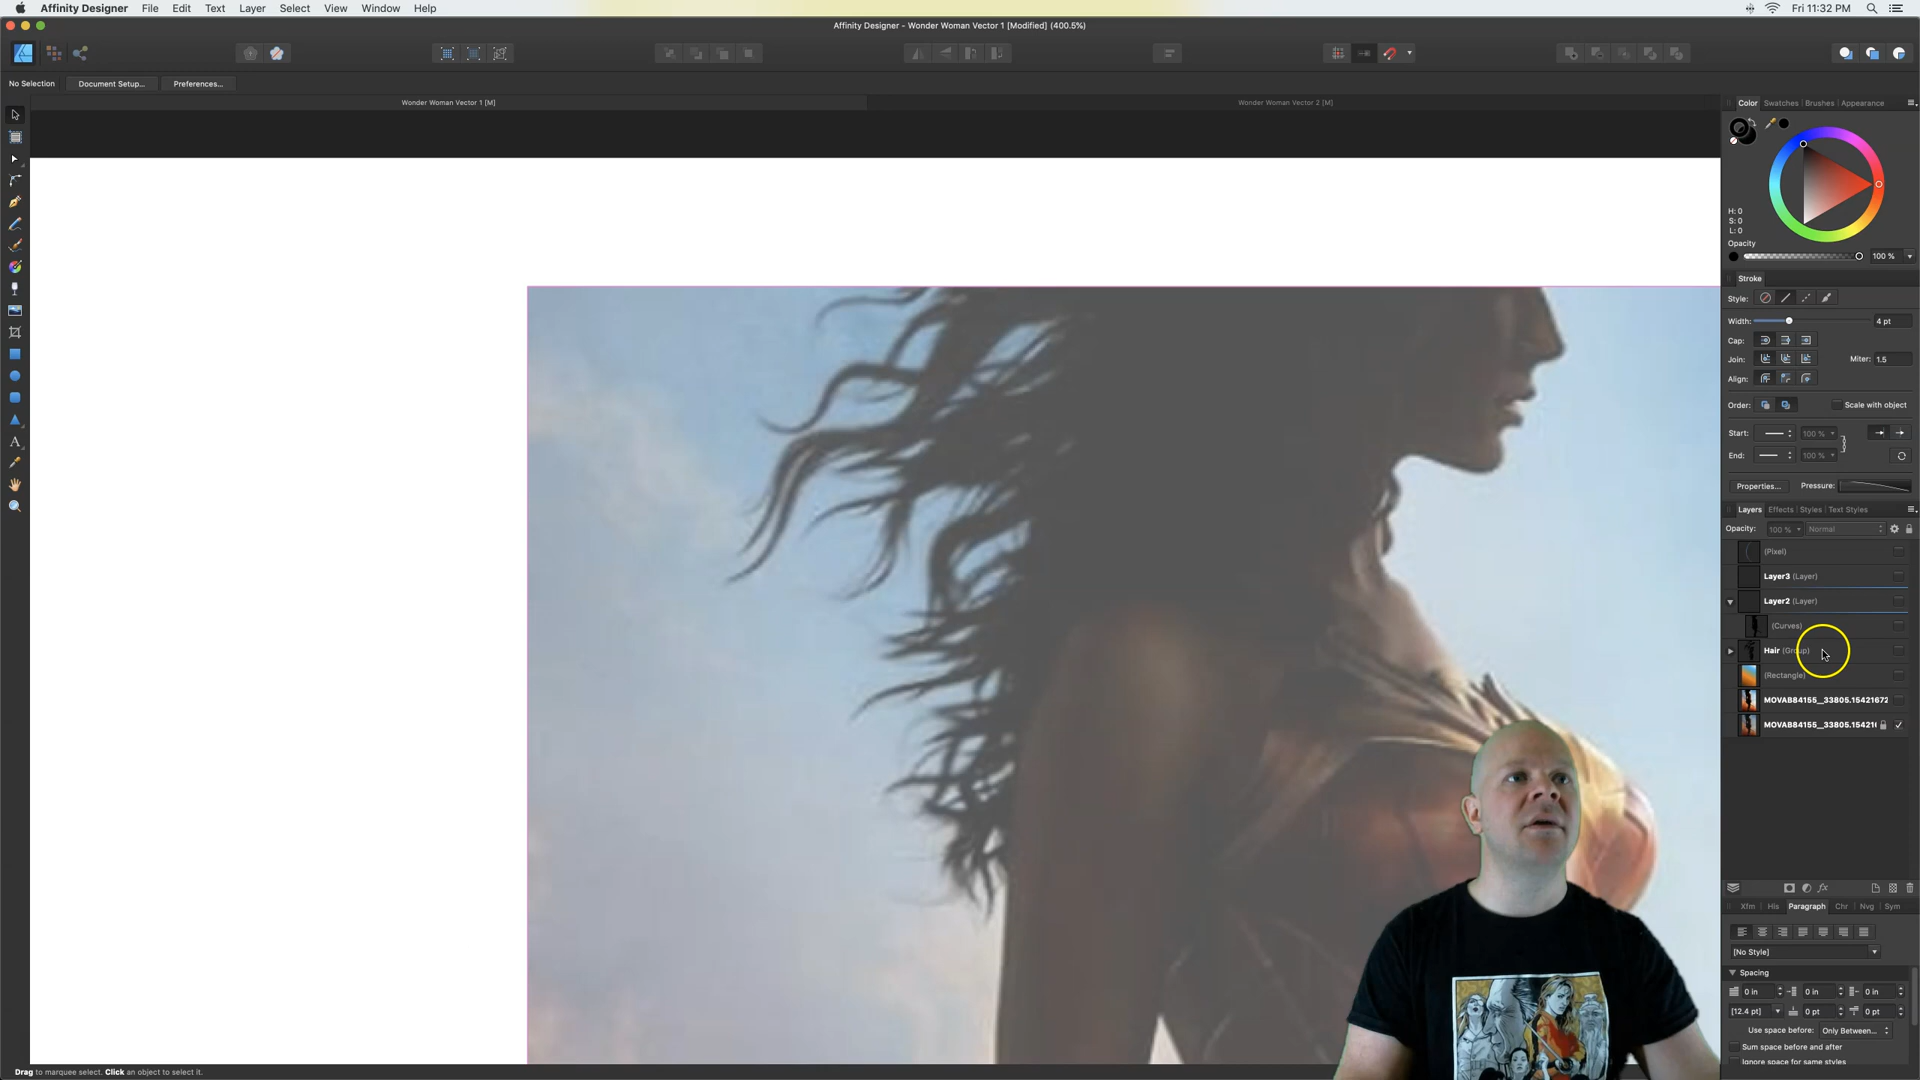 Affinity Designer File Edit Text Layer Select View Window Help Fri 11:32 PM
Affinity Designer - Wonder Woman Vector 1 [Modified] (400.5%)
No Selection Document Setup... Preferences...
Wonder Woman Vector 1 [M] Wonder Woman Vector 2 [M]
Color Swatches Brushes Appearance
H: 0
S: 0
L: 0
Opacity
100 %
Stroke
Style:
Width: 4 pt
Cap:
Join: Miter: 1.5
Align:
Order: Scale with object
Start: 100 %
End: 100 %
Properties... Pressure:
Layers Effects Styles Text Styles
Opacity: 100 % Normal
(Pixel)
Layer3 (Layer)
Layer2 (Layer)
(Curves)
Hair (Group)
(Rectangle)
MOVAB84155__33805.15421672
MOVAB84155__33805.15421
Xfm His Paragraph Chr Nvg Sym
[No Style]
Spacing
0 in 0 in 0 in
[12.4 pt] 0 pt 0 pt
Use space before: Only Between...
Sum space before and after
Ignore space for same styles
Drag to marquee select. Click an object to select it.